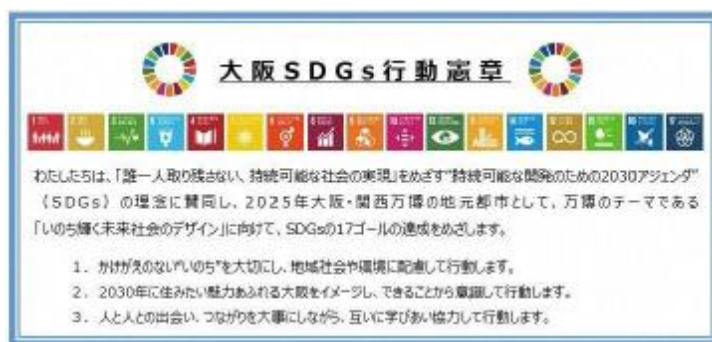 大阪SDGs行動憲章
わたしたちは、「誰一人取り残さない、持続可能な社会の実現」をめざす"持続可能な開発のための2030アジェンダ"
（SDGs）の理念に賛同し、2025年大阪・関西万博の地元都市として、万博のテーマである
「いのち輝く未来社会のデザイン」に向けて、SDGsの17ゴールの達成をめざします。
1. かけがえのない"いのち"を大切にし、地域社会や環境に配慮して行動します。
2. 2030年に住みたい魅力あふれる大阪をイメージし、できることから意識して行動します。
3. 人と人との出会い、つながりを大事にしながら、互いに学びあい協力して行動します。